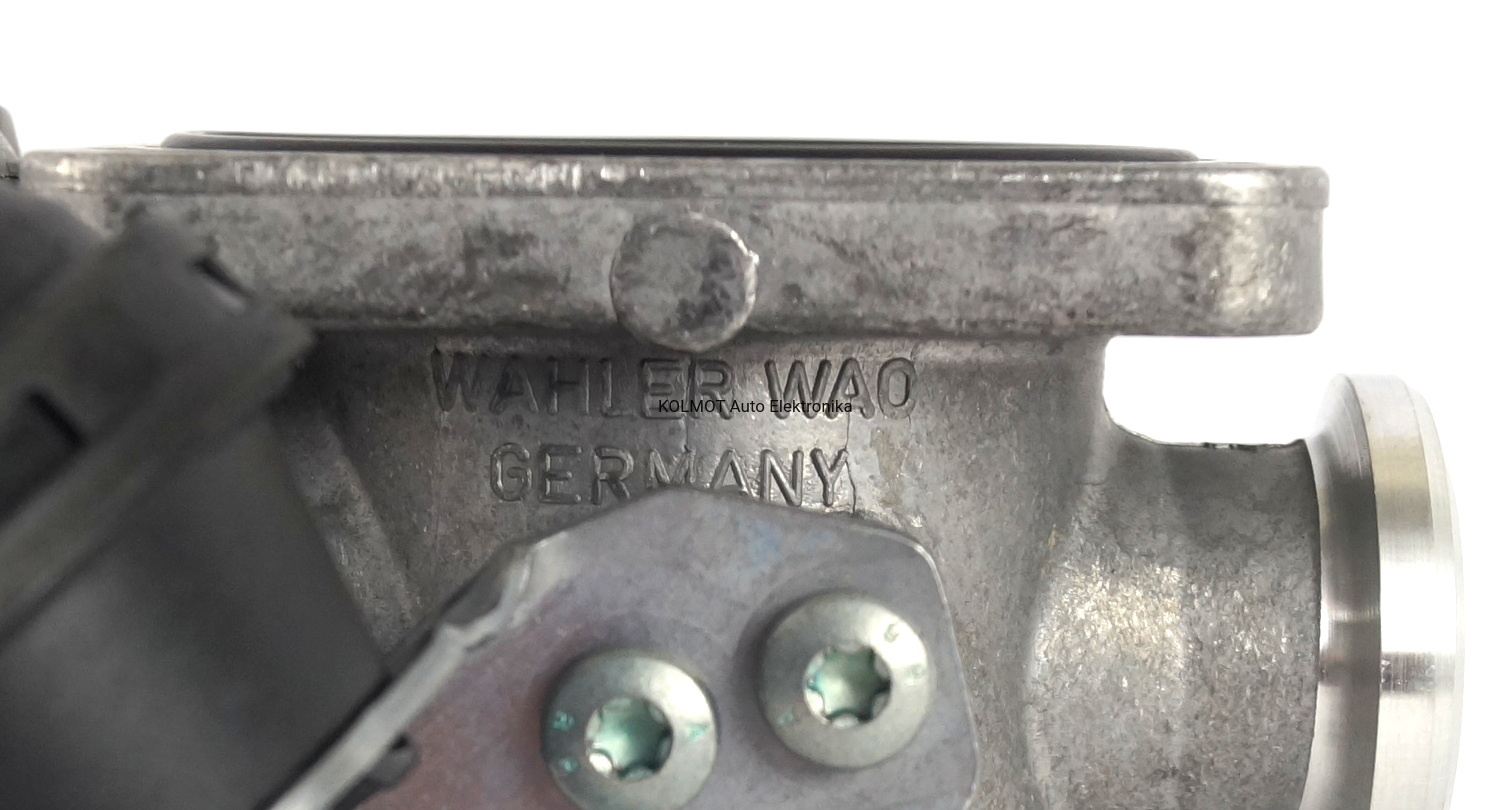 WAHLER WAO
KOLMOT Auto Elektronika
GERMANY